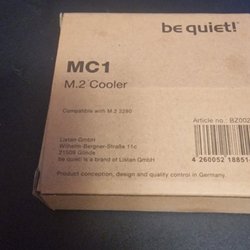 be quiet!
MC1
M.2 Cooler
Compatible with M.2 2280
Article no.: BZ002
Listan GmbH
Wilhelm-Bergner-Straße 11c
21509 Glinde
be quiet! is a brand of Listan GmbH
4 260052 18851
Product conception, design and quality control in Germany.